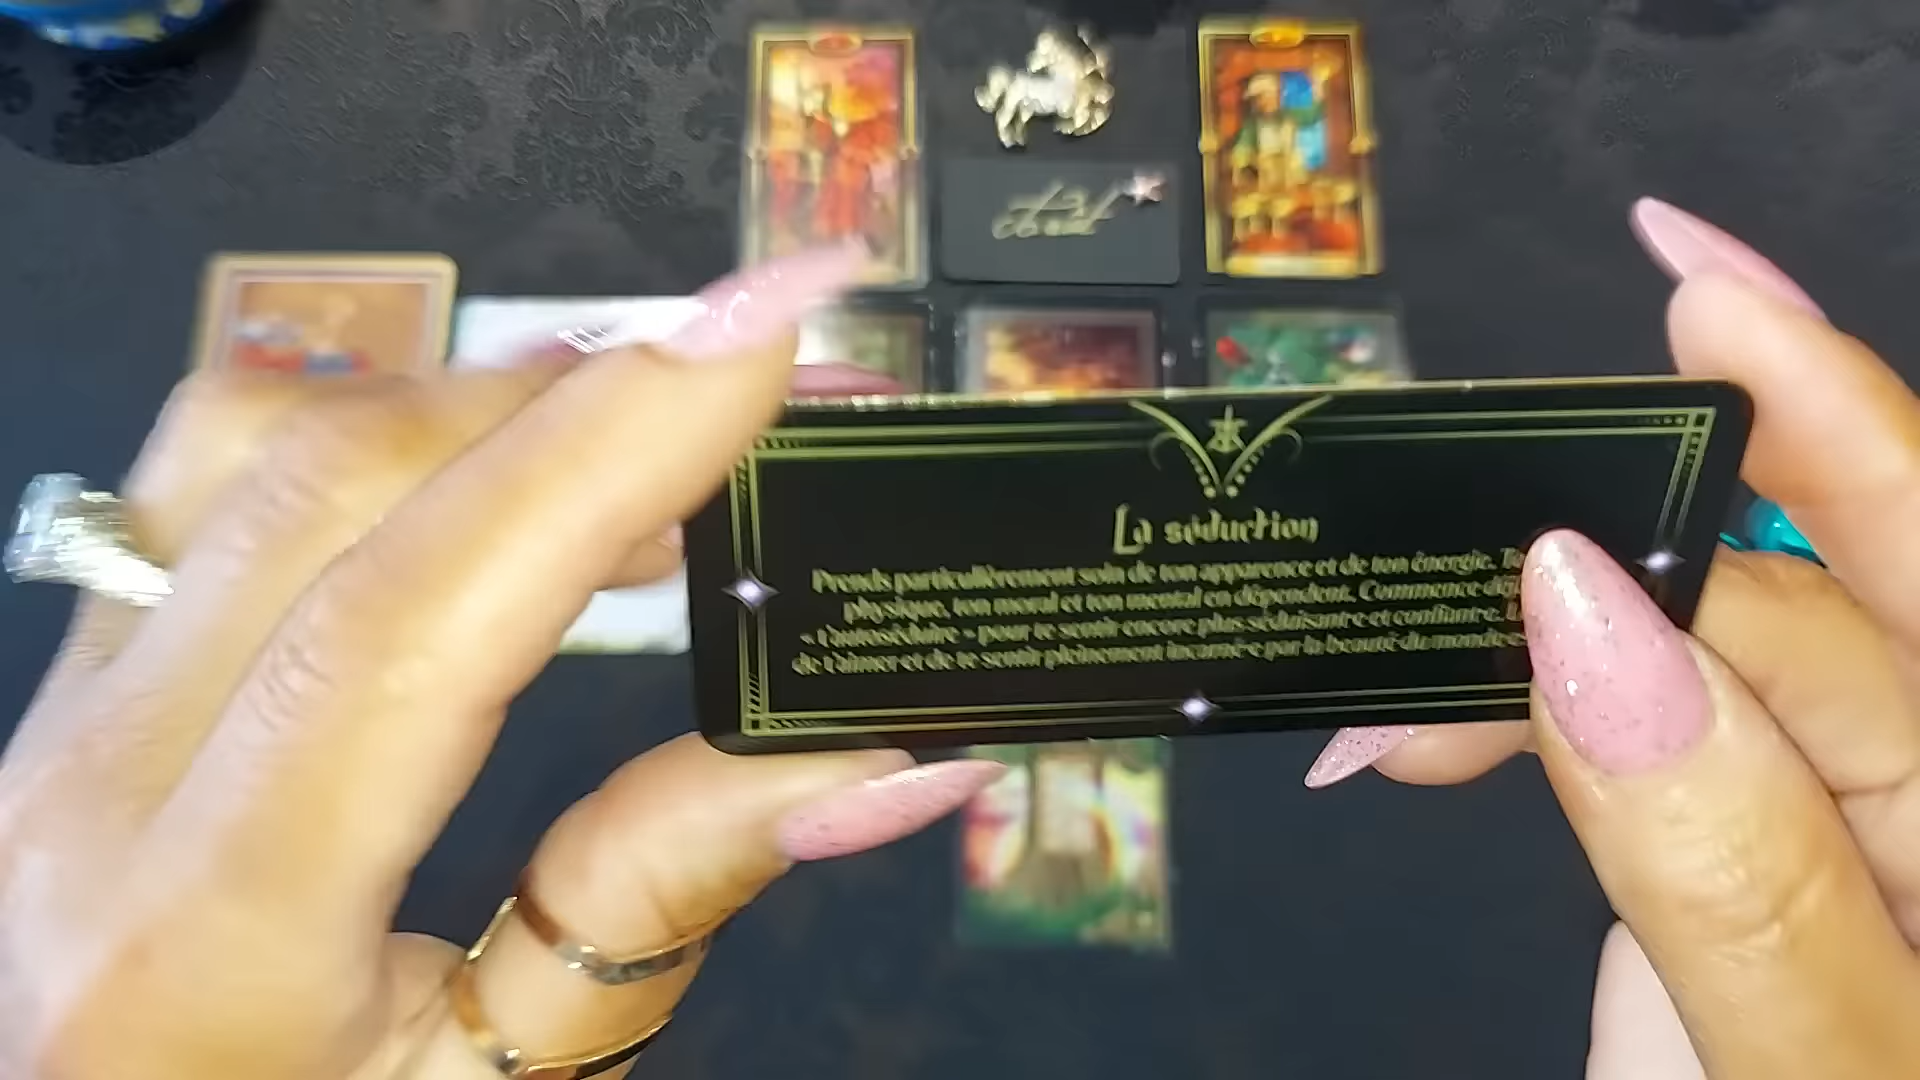 La séduction
Prends particulièrement soin de ton apparence et de ton énergie.
physique, ton moral et ton mental en dépendent. Commence
« t'autoséduire » pour te sentir encore plus séduisant·e et confiant·e.
de t'aimer et de te sentir pleinement incarné·e par la beauté du monde